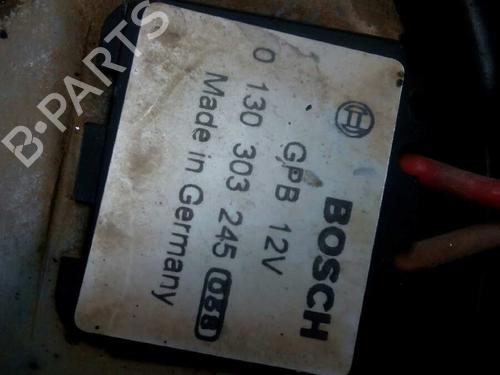 BOSCH
GPB 12V
0 130 303 245
Made in Germany
B-PARTS